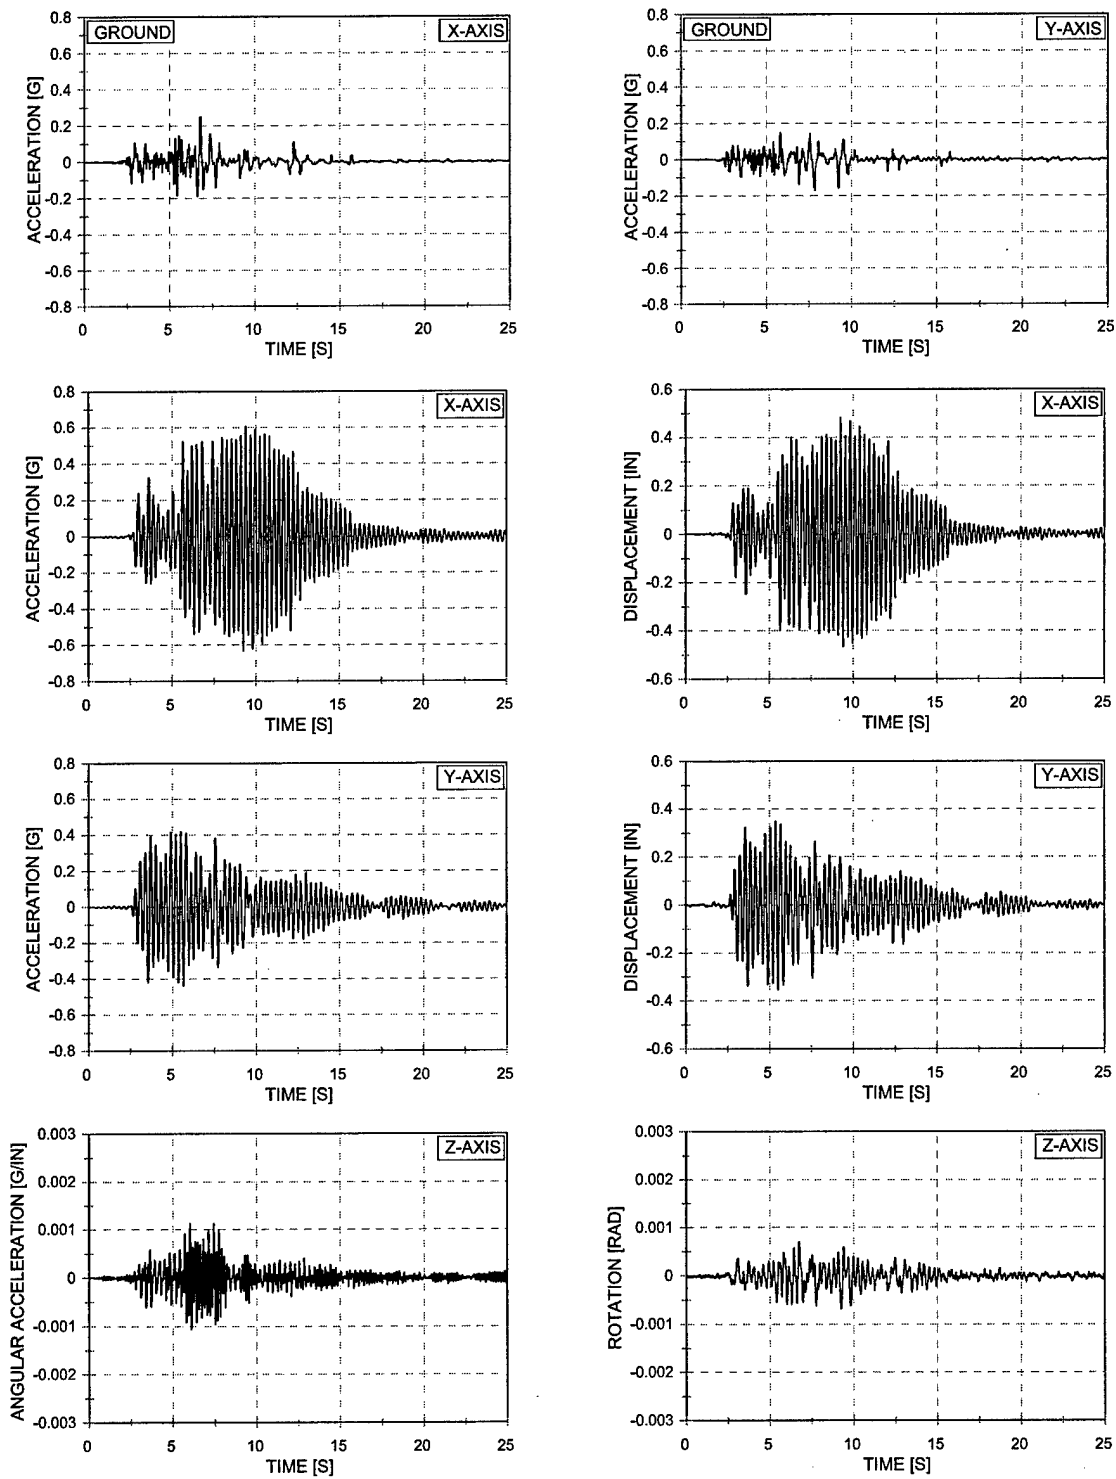 0.8
GROUND
X-AXIS
0.6
0.4
0.2
0
-0.2
-0.4
-0.6
-0.8
ACCELERATION [G]
0 5 10 15 20 25
TIME [S]
0.8
GROUND
Y-AXIS
0.6
0.4
0.2
0
-0.2
-0.4
-0.6
-0.8
ACCELERATION [G]
0 5 10 15 20 25
TIME [S]
0.8
X-AXIS
0.6
0.4
0.2
0
-0.2
-0.4
-0.6
-0.8
ACCELERATION [G]
0 5 10 15 20 25
TIME [S]
0.6
X-AXIS
0.4
0.2
0
-0.2
-0.4
-0.6
DISPLACEMENT [IN]
0 5 10 15 20 25
TIME [S]
0.8
Y-AXIS
0.6
0.4
0.2
0
-0.2
-0.4
-0.6
-0.8
ACCELERATION [G]
0 5 10 15 20 25
TIME [S]
0.6
Y-AXIS
0.4
0.2
0
-0.2
-0.4
-0.6
DISPLACEMENT [IN]
0 5 10 15 20 25
TIME [S]
0.003
Z-AXIS
0.002
0.001
0
-0.001
-0.002
-0.003
ANGULAR ACCELERATION [G/IN]
0 5 10 15 20 25
TIME [S]
0.003
Z-AXIS
0.002
0.001
0
-0.001
-0.002
-0.003
ROTATION [RAD]
0 5 10 15 20 25
TIME [S]